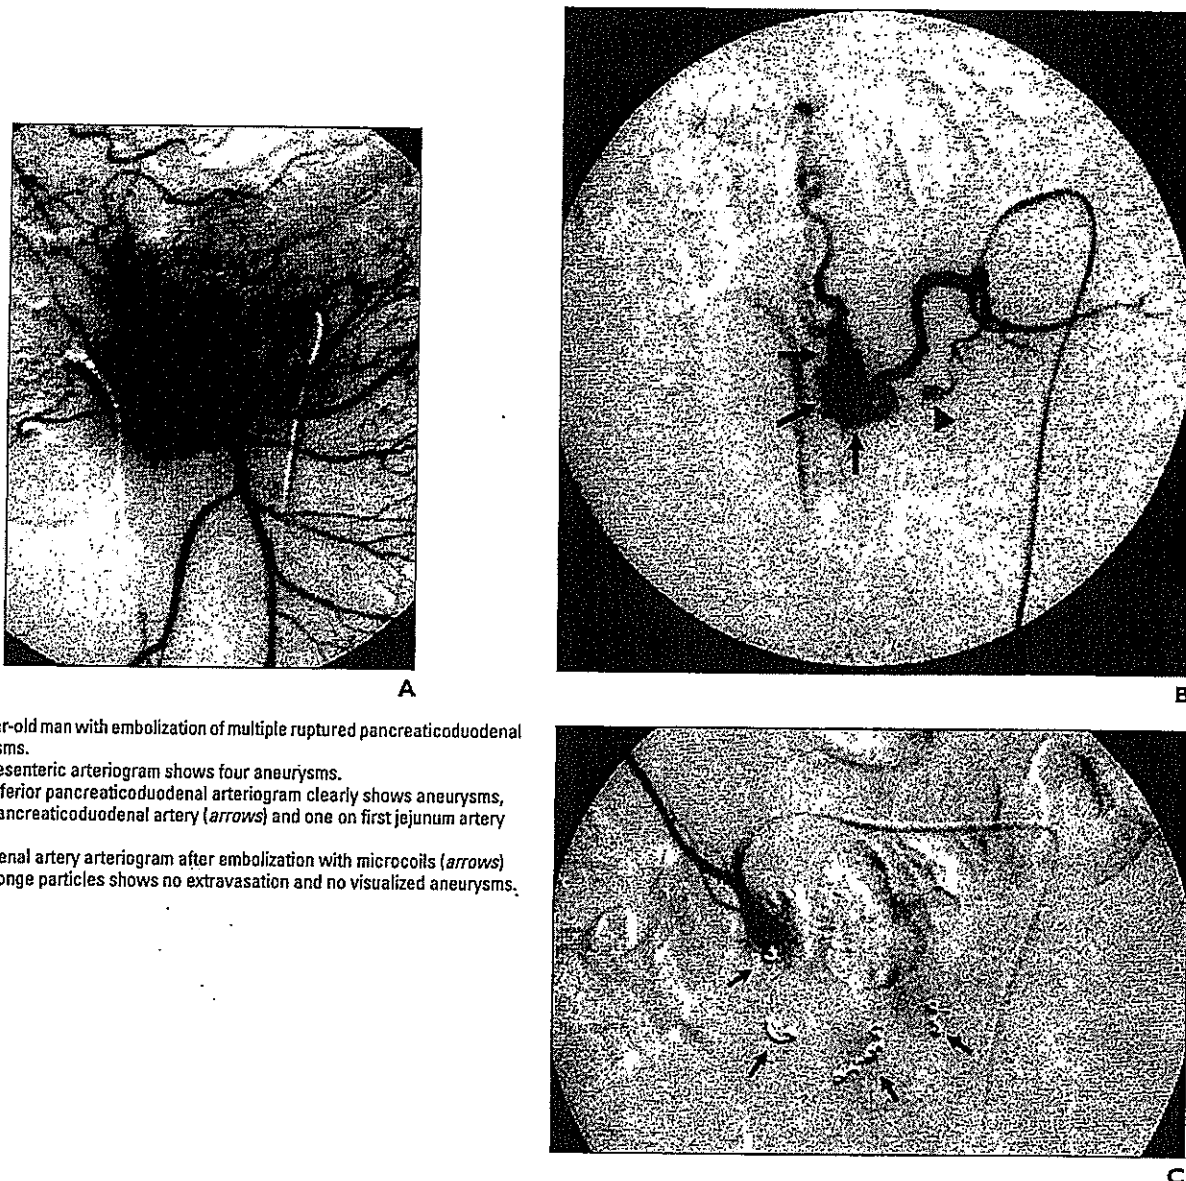 A
B
er-old man with embolization of multiple ruptured pancreaticoduodenal
sms.
esenteric arteriogram shows four aneurysms.
ferior pancreaticoduodenal arteriogram clearly shows aneurysms,
ancreaticoduodenal artery (arrows) and one on first jejunum artery
enal artery arteriogram after embolization with microcoils (arrows)
onge particles shows no extravasation and no visualized aneurysms.
C